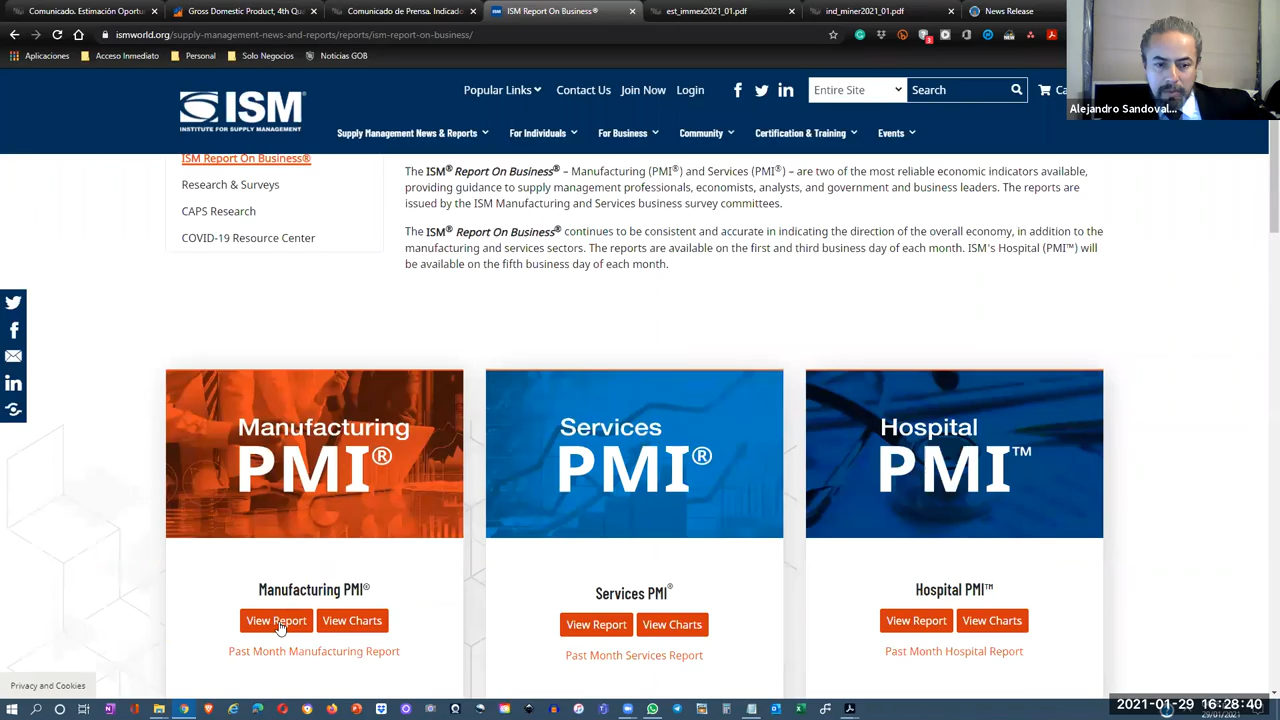 Comunicado. Estimación Oportu
Gross Domestic Product, 4th Qua
Comunicado de Prensa. Indicado
ISM Report On Business®
est_immex2021_01.pdf
ind_miner2021_01.pdf
News Release
ismworld.org/supply-management-news-and-reports/reports/ism-report-on-business/
Aplicaciones
Acceso Inmediato
Personal
Solo Negocios
Noticias GOB
Alejandro Sandoval...
ISM
INSTITUTE FOR SUPPLY MANAGEMENT
Popular Links
Contact Us
Join Now
Login
Entire Site
Search
Ca
Supply Management News & Reports
For Individuals
For Business
Community
Certification & Training
Events
ISM Report On Business®
Research & Surveys
CAPS Research
COVID-19 Resource Center
The ISM® Report On Business® – Manufacturing (PMI®) and Services (PMI®) – are two of the most reliable economic indicators available,
providing guidance to supply management professionals, economists, analysts, and government and business leaders. The reports are
issued by the ISM Manufacturing and Services business survey committees.
The ISM® Report On Business® continues to be consistent and accurate in indicating the direction of the overall economy, in addition to the
manufacturing and services sectors. The reports are available on the first and third business day of each month. ISM's Hospital (PMI™) will
be available on the fifth business day of each month.
Manufacturing
PMI®
Services
PMI®
Hospital
PMI™
Manufacturing PMI®
View Report
View Charts
Past Month Manufacturing Report
Services PMI®
View Report
View Charts
Past Month Services Report
Hospital PMI™
View Report
View Charts
Past Month Hospital Report
Privacy and Cookies
2021-01-29 16:28:40
29/01/2021